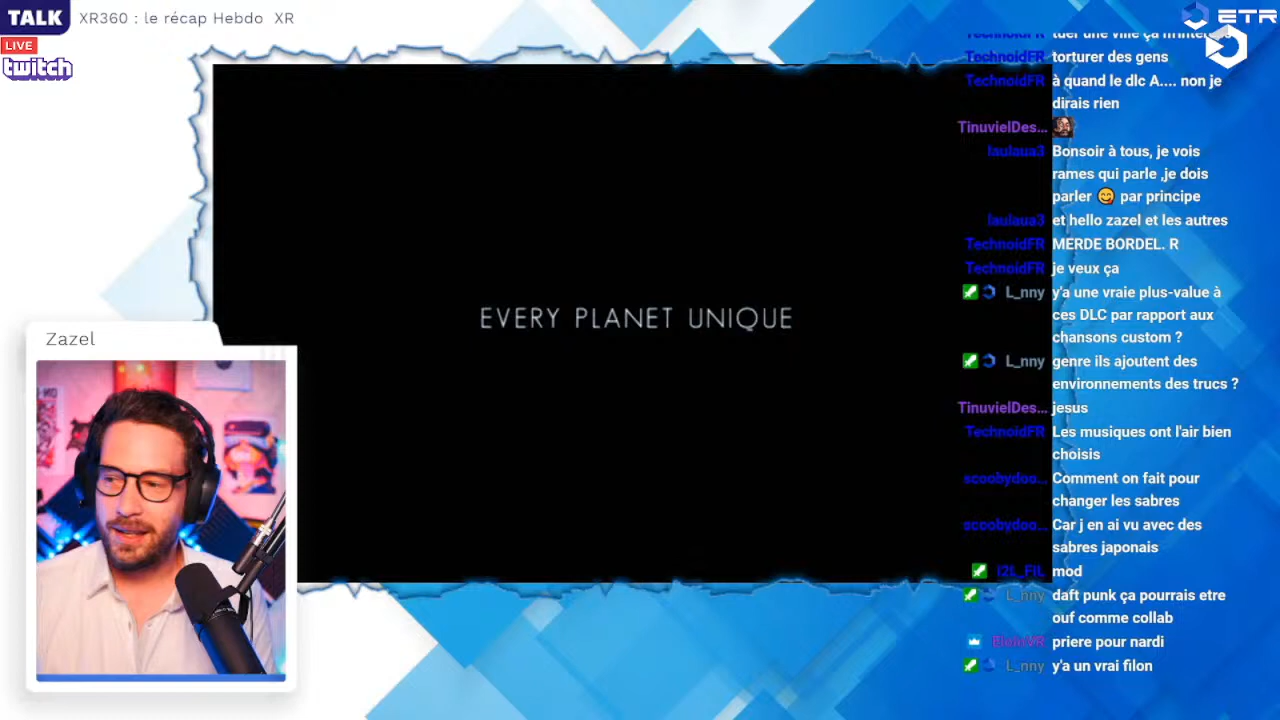 TALK
XR360 : le récap Hebdo XR
LIVE
twitch
ETR
EVERY PLANET UNIQUE
Zazel
TechnoidFR torturer des gens
TechnoidFR à quand le dlc A.... non je
dirais rien
TinuvielDes...
laulaua3 Bonsoir à tous, je vois
rames qui parle ,je dois
parler 😋 par principe
laulaua3 et hello zazel et les autres
TechnoidFR MERDE BORDEL. R
TechnoidFR je veux ça
L_nny y'a une vraie plus-value à
ces DLC par rapport aux
chansons custom ?
L_nny genre ils ajoutent des
environnements des trucs ?
TinuvielDes... jesus
TechnoidFR Les musiques ont l'air bien
choisis
scoobydoo... Comment on fait pour
changer les sabres
scoobydoo... Car j en ai vu avec des
sabres japonais
mod
L_nny daft punk ça pourrais etre
ouf comme collab
priere pour nardi
L_nny y'a un vrai filon